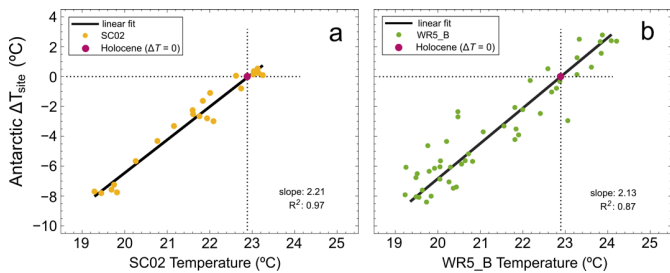 linear fit
SC02
Holocene (ΔT = 0)
a
linear fit
WR5_B
Holocene (ΔT = 0)
b
Antarctic ΔTsite (ºC)
2
0
−2
−4
−6
−8
−10
slope: 2.21
R²: 0.97
slope: 2.13
R²: 0.87
19 20 21 22 23 24 25
19 20 21 22 23 24 25
SC02 Temperature (ºC)
WR5_B Temperature (ºC)